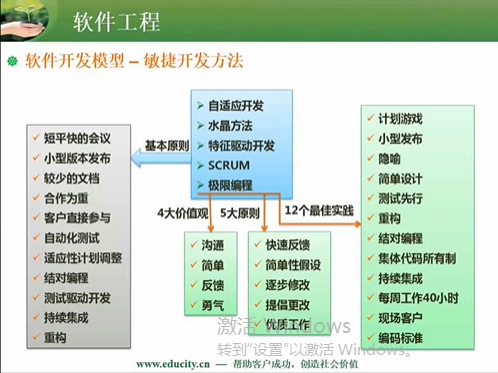 软件工程
软件开发模型 – 敏捷开发方法
自适应开发
水晶方法
特征驱动开发
SCRUM
极限编程
基本原则
短平快的会议
小型版本发布
较少的文档
合作为重
客户直接参与
自动化测试
适应性计划调整
结对编程
测试驱动开发
持续集成
重构
4大价值观
5大原则
12个最佳实践
沟通
简单
反馈
勇气
快速反馈
简单性假设
逐步修改
提倡更改
优质工作
计划游戏
小型发布
隐喻
简单设计
测试先行
重构
结对编程
集体代码所有制
持续集成
每周工作40小时
现场客户
编码标准
激活 Windows
转到“设置”以激活 Windows。
www.educity.cn — 帮助客户成功，创造社会价值